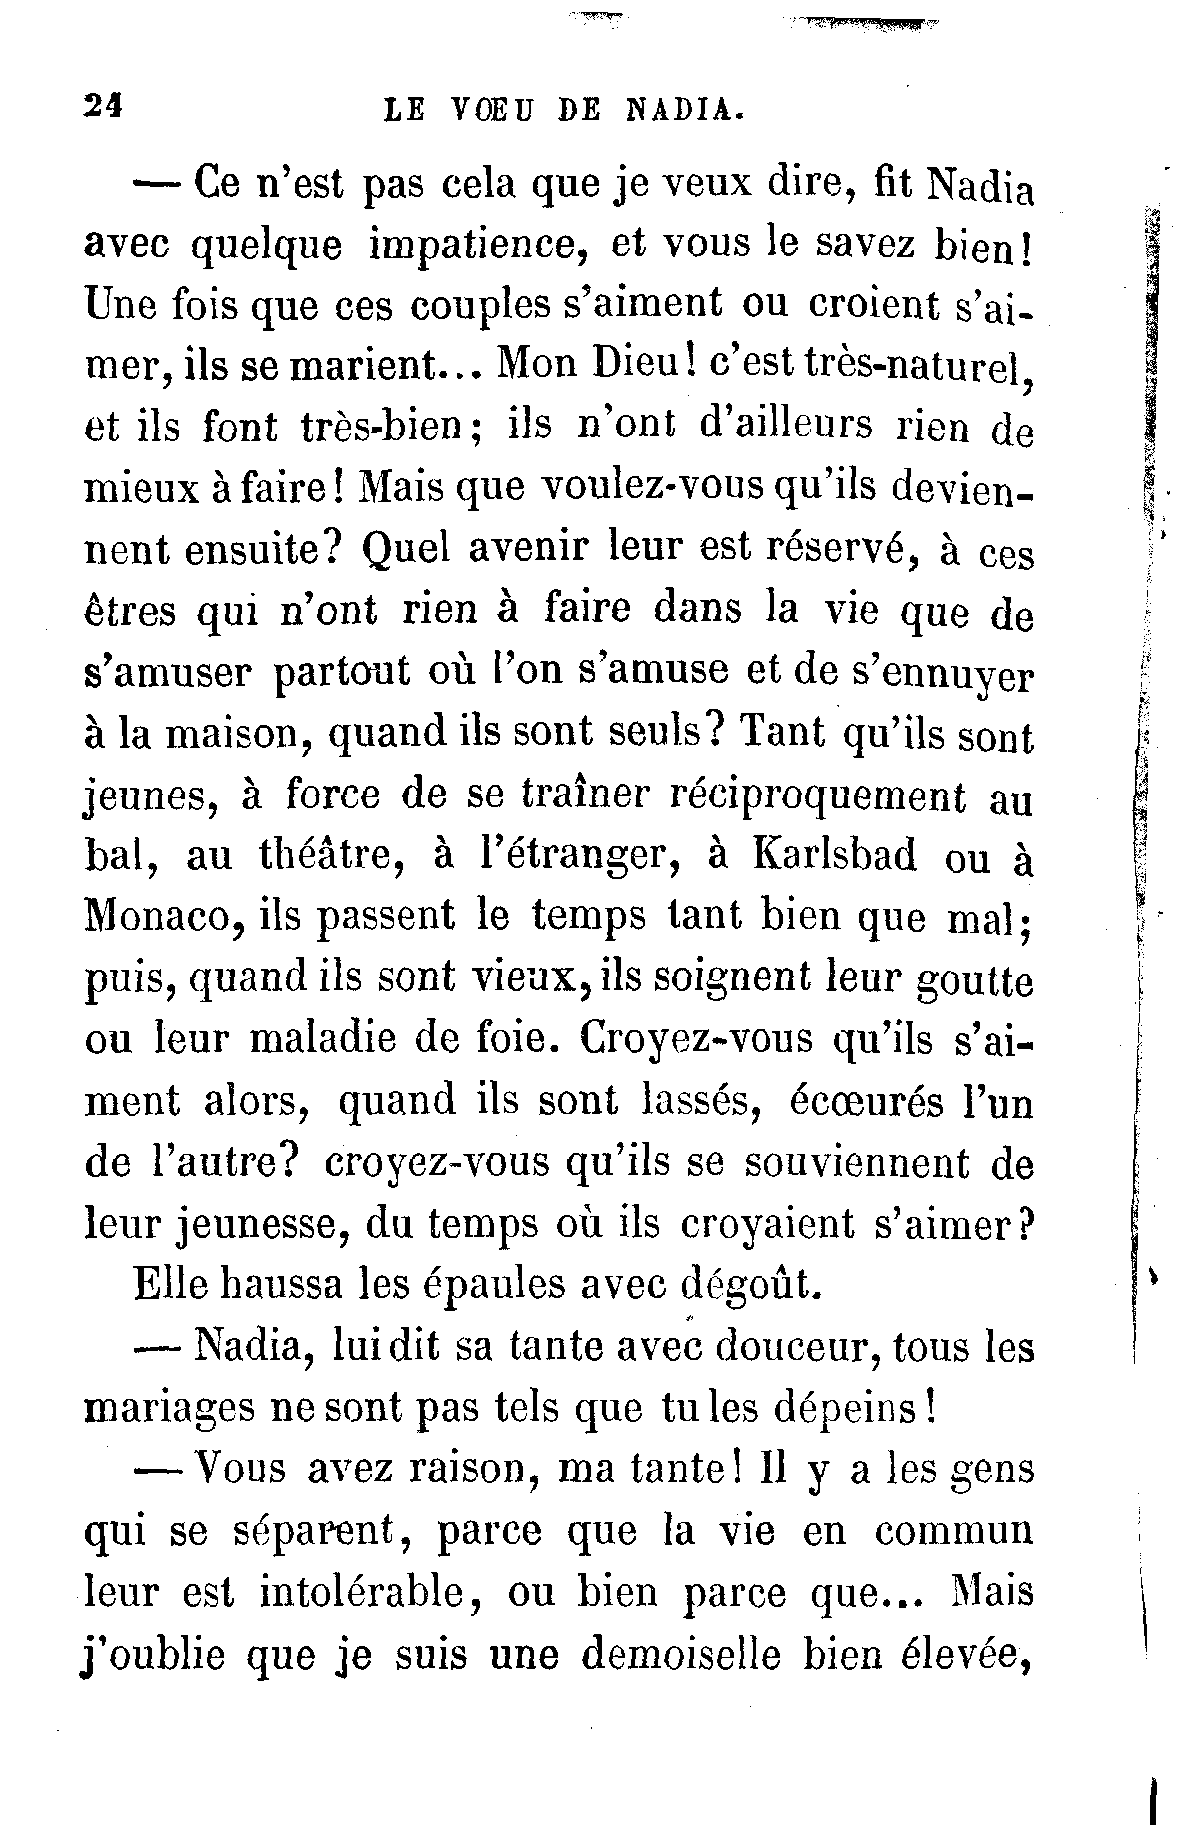 24 LE VŒU DE NADIA.
— Ce n'est pas cela que je veux dire, fit Nadia
avec quelque impatience, et vous le savez bien!
Une fois que ces couples s'aiment ou croient s'ai-
mer, ils se marient... Mon Dieu! c'est très-naturel,
et ils font très-bien; ils n'ont d'ailleurs rien de
mieux à faire! Mais que voulez-vous qu'ils devien-
nent ensuite? Quel avenir leur est réservé, à ces
êtres qui n'ont rien à faire dans la vie que de
s'amuser partout où l'on s'amuse et de s'ennuyer
à la maison, quand ils sont seuls? Tant qu'ils sont
jeunes, à force de se traîner réciproquement au
bal, au théâtre, à l'étranger, à Karlsbad ou à
Monaco, ils passent le temps tant bien que mal;
puis, quand ils sont vieux, ils soignent leur goutte
ou leur maladie de foie. Croyez-vous qu'ils s'ai-
ment alors, quand ils sont lassés, écœurés l'un
de l'autre? croyez-vous qu'ils se souviennent de
leur jeunesse, du temps où ils croyaient s'aimer?
Elle haussa les épaules avec dégoût.
— Nadia, lui dit sa tante avec douceur, tous les
mariages ne sont pas tels que tu les dépeins!
— Vous avez raison, ma tante! Il y a les gens
qui se séparent, parce que la vie en commun
leur est intolérable, ou bien parce que... Mais
j'oublie que je suis une demoiselle bien élevée,